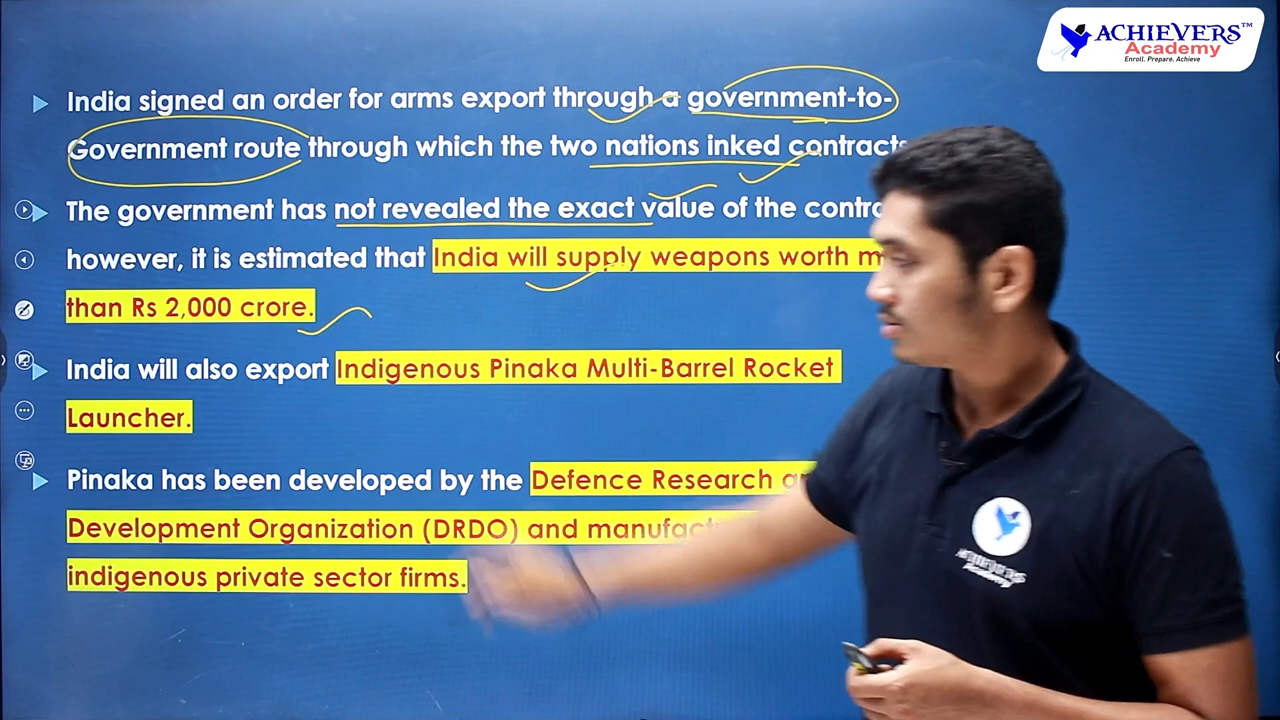 ACHIEVERS™
Academy
Enroll. Prepare. Achieve
India signed an order for arms export through a government-to-
Government route through which the two nations inked contracts
The government has not revealed the exact value of the
however, it is estimated that India will supply weapons worth
than Rs 2,000 crore.
India will also export Indigenous Pinaka Multi-Barrel Rocket
Launcher.
Pinaka has been developed by the Defence Research
Development Organization (DRDO) and
indigenous private sector firms.
ACHIEVERS
Academy